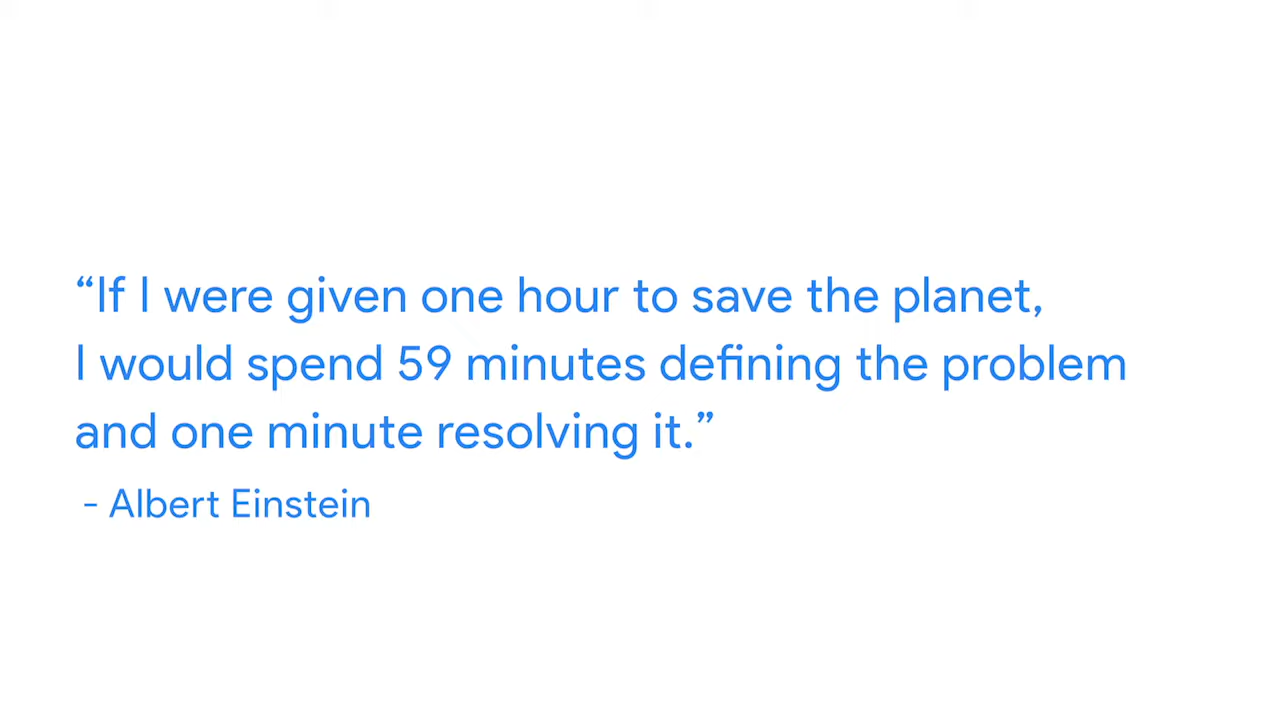 “If I were given one hour to save the planet,
I would spend 59 minutes defining the problem
and one minute resolving it.”
- Albert Einstein